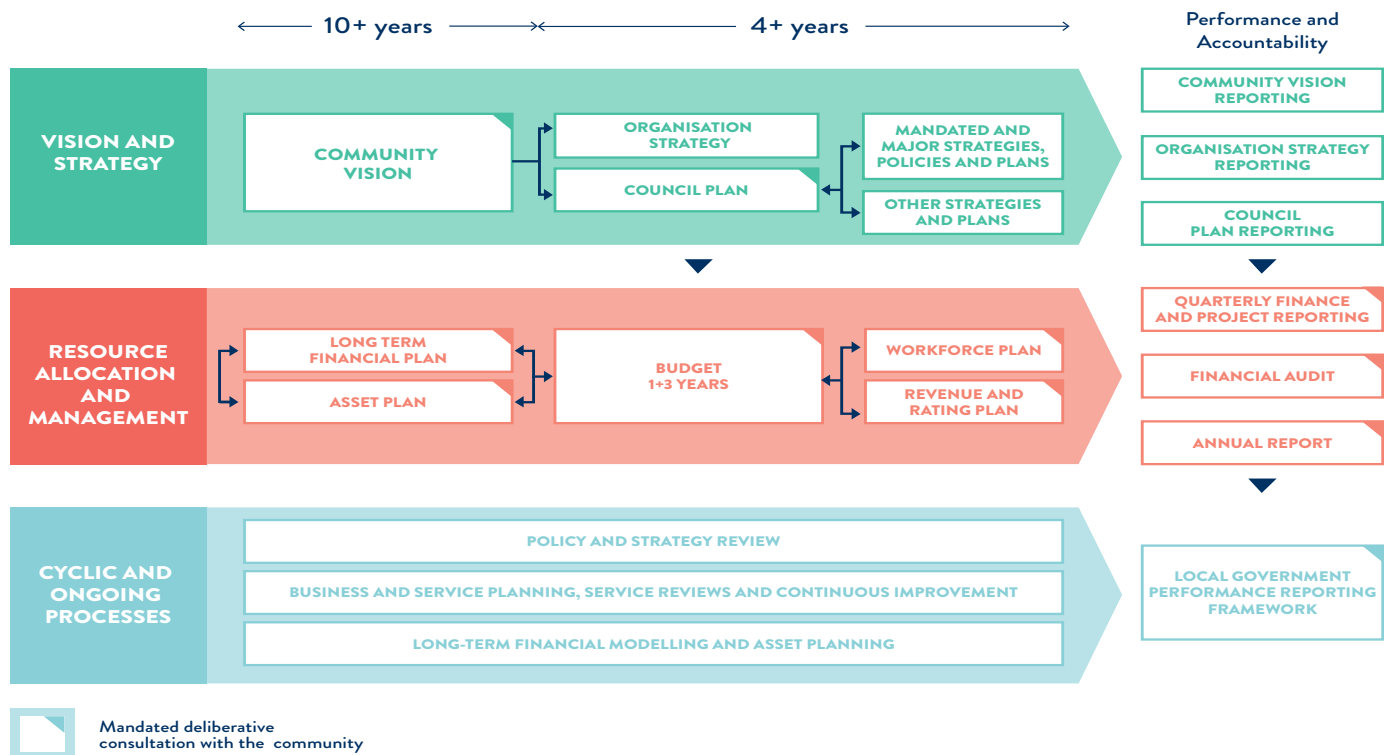 10+ years
4+ years
Performance and
Accountability
VISION AND
STRATEGY
COMMUNITY
VISION
ORGANISATION
STRATEGY
COUNCIL PLAN
MANDATED AND
MAJOR STRATEGIES,
POLICIES AND PLANS
OTHER STRATEGIES
AND PLANS
COMMUNITY VISION
REPORTING
ORGANISATION STRATEGY
REPORTING
COUNCIL
PLAN REPORTING
RESOURCE
ALLOCATION
AND
MANAGEMENT
LONG TERM
FINANCIAL PLAN
ASSET PLAN
BUDGET
1+3 YEARS
WORKFORCE PLAN
REVENUE AND
RATING PLAN
QUARTERLY FINANCE
AND PROJECT REPORTING
FINANCIAL AUDIT
ANNUAL REPORT
CYCLIC AND
ONGOING
PROCESSES
POLICY AND STRATEGY REVIEW
BUSINESS AND SERVICE PLANNING, SERVICE REVIEWS AND CONTINUOUS IMPROVEMENT
LONG-TERM FINANCIAL MODELLING AND ASSET PLANNING
LOCAL GOVERNMENT
PERFORMANCE REPORTING
FRAMEWORK
Mandated deliberative
consultation with the community